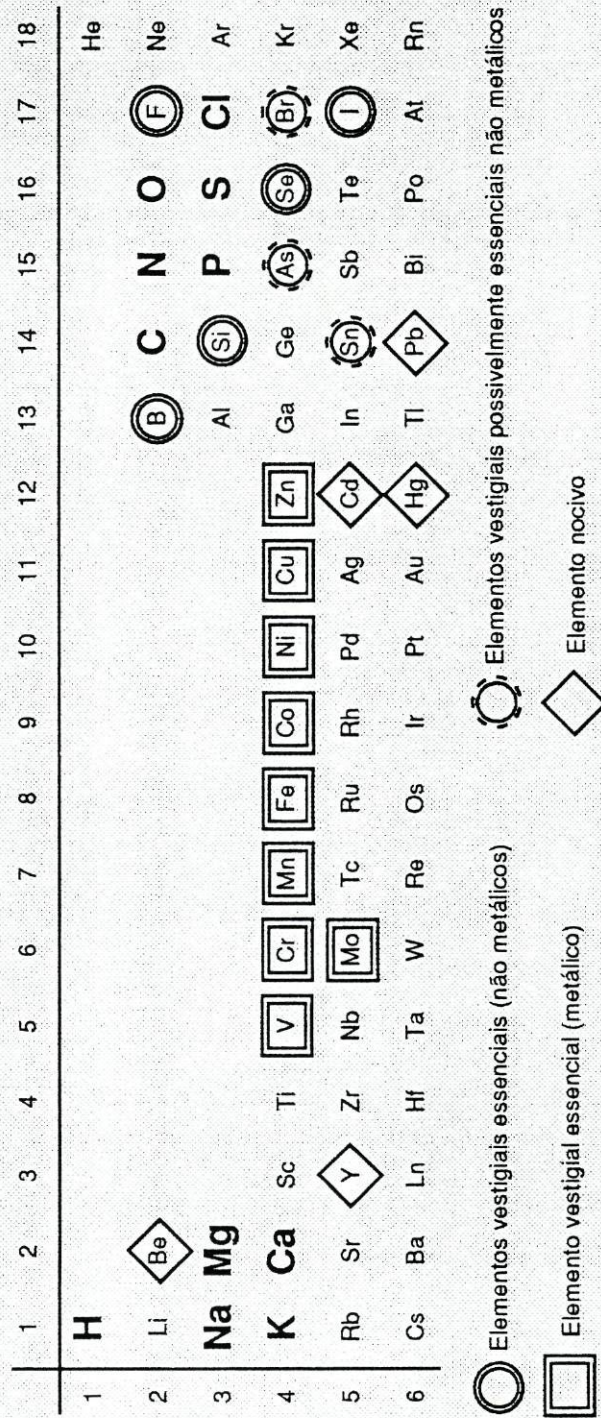 1 2 3 4 5 6 7 8 9 10 11 12 13 14 15 16 17 18
1 H He
2 Li Be B C N O F Ne
3 Na Mg Al Si P S Cl Ar
4 K Ca Sc Ti V Cr Mn Fe Co Ni Cu Zn Ga Ge As Se Br Kr
5 Rb Sr Y Zr Nb Mo Tc Ru Rh Pd Ag Cd In Sn Sb Te I Xe
6 Cs Ba Ln Hf Ta W Re Os Ir Pt Au Hg Tl Pb Bi Po At Rn
Elementos vestigiais essenciais (não metálicos)
Elementos vestigiais possivelmente essenciais não metálicos
Elemento vestigial essencial (metálico)
Elemento nocivo